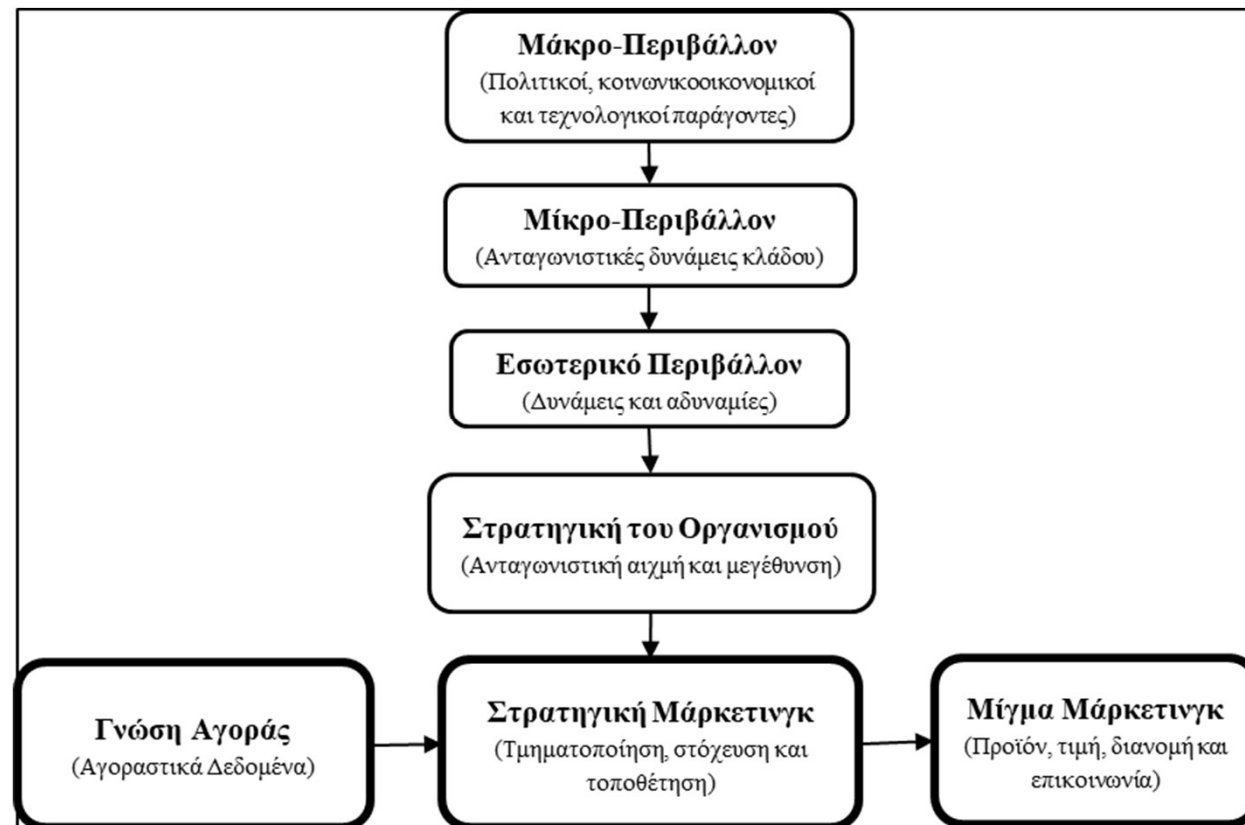 Μάκρο-Περιβάλλον
(Πολιτικοί, κοινωνικοοικονομικοί
και τεχνολογικοί παράγοντες)
Μίκρο-Περιβάλλον
(Ανταγωνιστικές δυνάμεις κλάδου)
Εσωτερικό Περιβάλλον
(Δυνάμεις και αδυναμίες)
Στρατηγική του Οργανισμού
(Ανταγωνιστική αιχμή και μεγέθυνση)
Γνώση Αγοράς
(Αγοραστικά Δεδομένα)
Στρατηγική Μάρκετινγκ
(Τμηματοποίηση, στόχευση και
τοποθέτηση)
Μίγμα Μάρκετινγκ
(Προϊόν, τιμή, διανομή και
επικοινωνία)